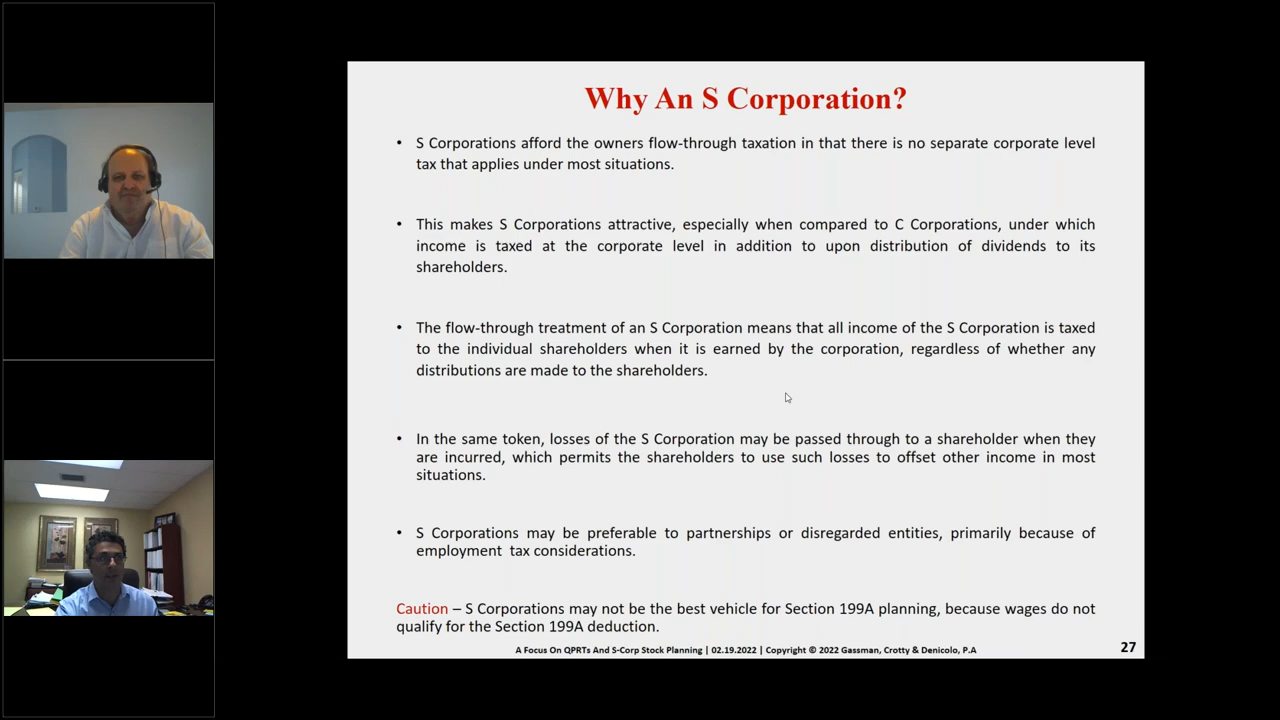 Why An S Corporation?
• S Corporations afford the owners flow-through taxation in that there is no separate corporate level
tax that applies under most situations.
• This makes S Corporations attractive, especially when compared to C Corporations, under which
income is taxed at the corporate level in addition to upon distribution of dividends to its
shareholders.
• The flow-through treatment of an S Corporation means that all income of the S Corporation is taxed
to the individual shareholders when it is earned by the corporation, regardless of whether any
distributions are made to the shareholders.
• In the same token, losses of the S Corporation may be passed through to a shareholder when they
are incurred, which permits the shareholders to use such losses to offset other income in most
situations.
• S Corporations may be preferable to partnerships or disregarded entities, primarily because of
employment tax considerations.
Caution – S Corporations may not be the best vehicle for Section 199A planning, because wages do not
qualify for the Section 199A deduction.
A Focus On QPRTs And S-Corp Stock Planning | 02.19.2022 | Copyright © 2022 Gassman, Crotty & Denicolo, P.A
27